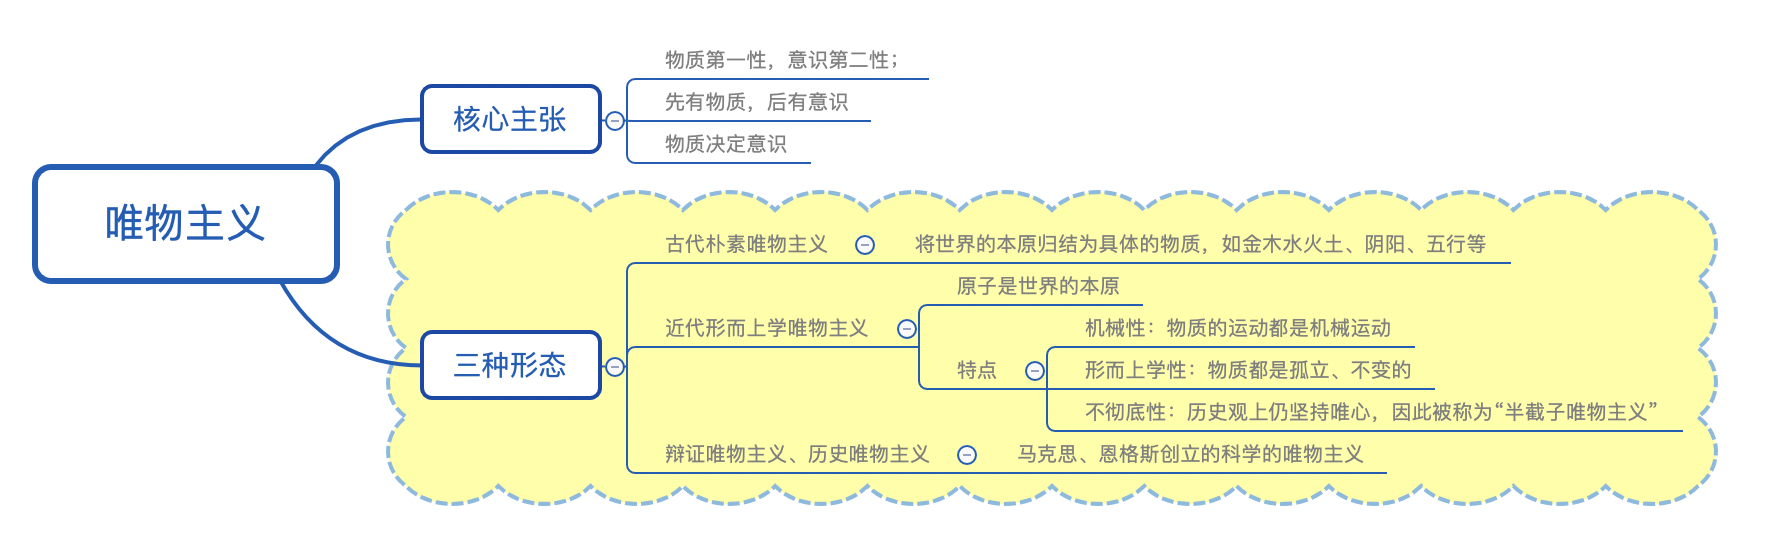 唯物主义
核心主张
物质第一性，意识第二性；
先有物质，后有意识
物质决定意识
三种形态
古代朴素唯物主义
将世界的本原归结为具体的物质，如金木水火土、阴阳、五行等
近代形而上学唯物主义
原子是世界的本原
特点
机械性：物质的运动都是机械运动
形而上学性：物质都是孤立、不变的
不彻底性：历史观上仍坚持唯心，因此被称为“半截子唯物主义”
辩证唯物主义、历史唯物主义
马克思、恩格斯创立的科学的唯物主义